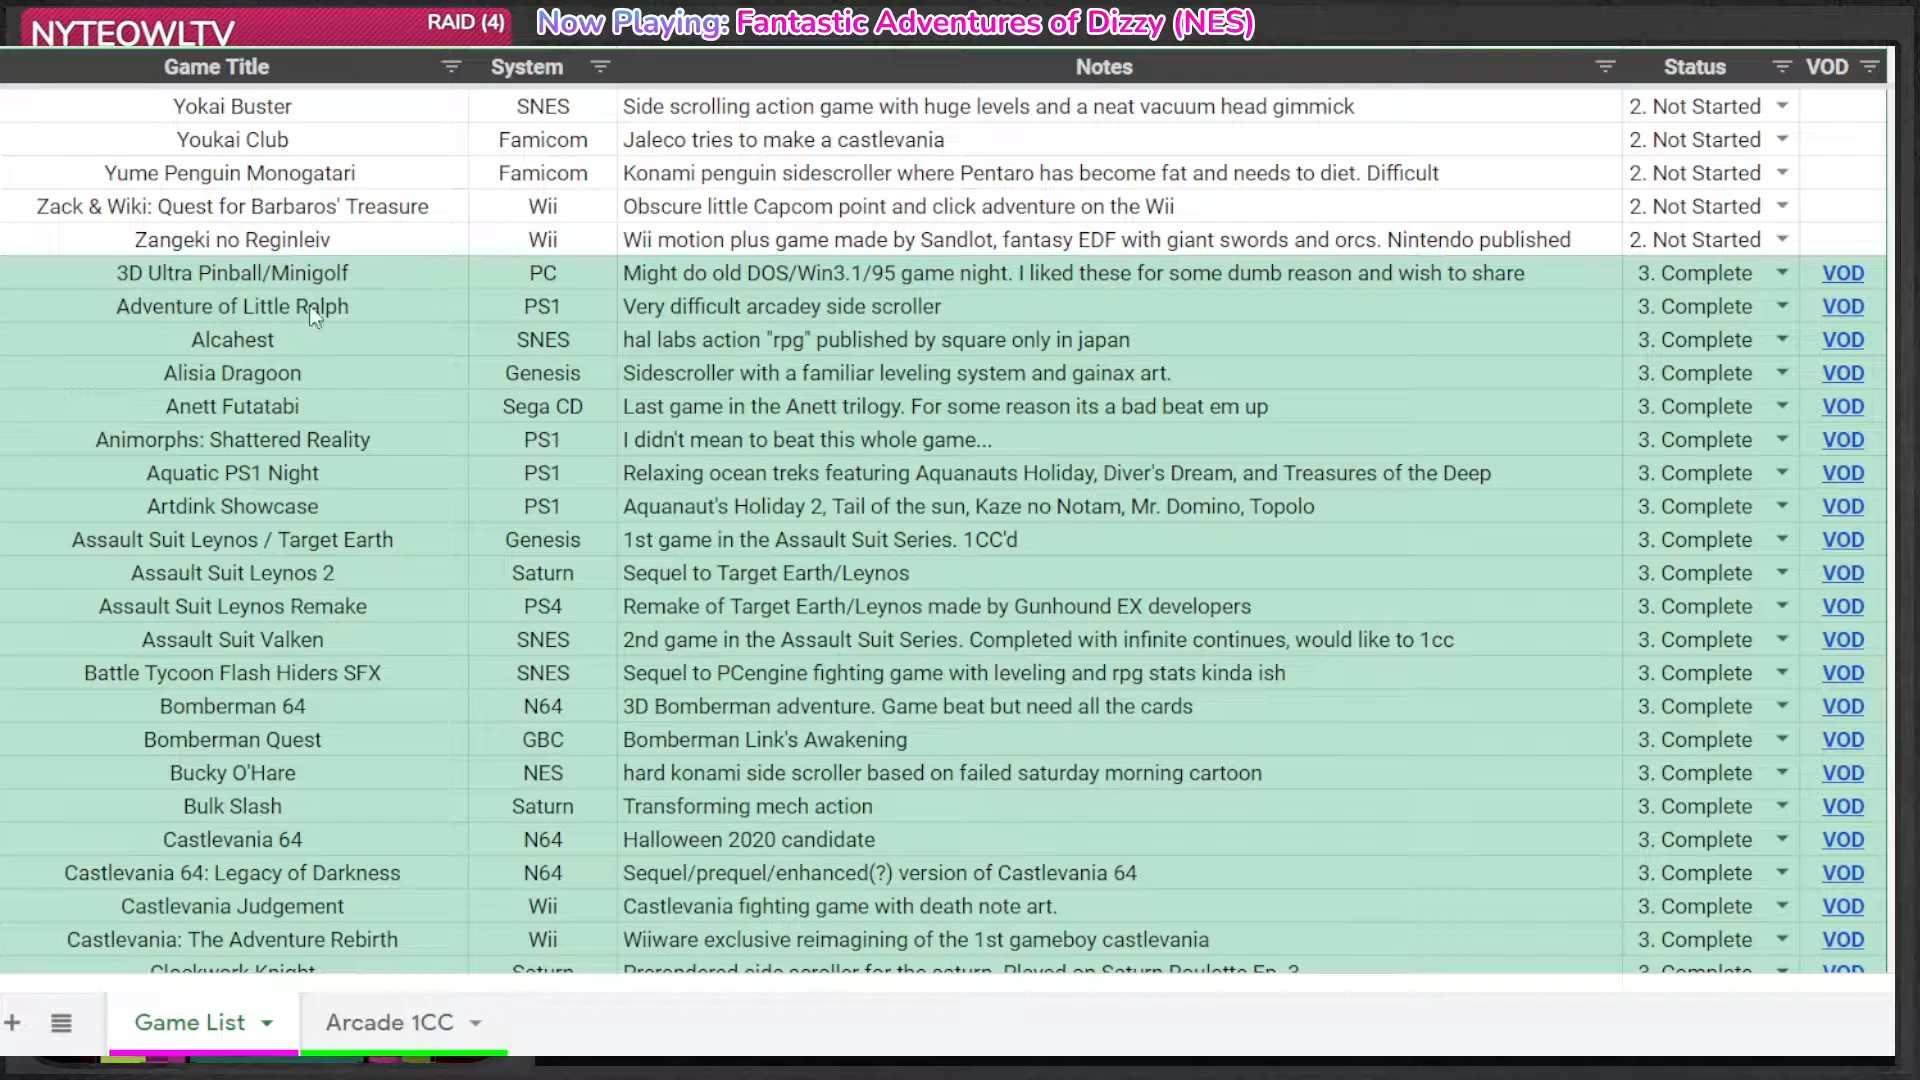 NYTEOWLTV RAID (4) Now Playing: Fantastic Adventures of Dizzy (NES)
Game Title System Notes Status VOD
Yokai Buster SNES Side scrolling action game with huge levels and a neat vacuum head gimmick 2. Not Started
Youkai Club Famicom Jaleco tries to make a castlevania 2. Not Started
Yume Penguin Monogatari Famicom Konami penguin sidescroller where Pentaro has become fat and needs to diet. Difficult 2. Not Started
Zack & Wiki: Quest for Barbaros' Treasure Wii Obscure little Capcom point and click adventure on the Wii 2. Not Started
Zangeki no Reginleiv Wii Wii motion plus game made by Sandlot, fantasy EDF with giant swords and orcs. Nintendo published 2. Not Started
3D Ultra Pinball/Minigolf PC Might do old DOS/Win3.1/95 game night. I liked these for some dumb reason and wish to share 3. Complete VOD
Adventure of Little Ralph PS1 Very difficult arcadey side scroller 3. Complete VOD
Alcahest SNES hal labs action "rpg" published by square only in japan 3. Complete VOD
Alisia Dragoon Genesis Sidescroller with a familiar leveling system and gainax art. 3. Complete VOD
Anett Futatabi Sega CD Last game in the Anett trilogy. For some reason its a bad beat em up 3. Complete VOD
Animorphs: Shattered Reality PS1 I didn't mean to beat this whole game... 3. Complete VOD
Aquatic PS1 Night PS1 Relaxing ocean treks featuring Aquanauts Holiday, Diver's Dream, and Treasures of the Deep 3. Complete VOD
Artdink Showcase PS1 Aquanaut's Holiday 2, Tail of the sun, Kaze no Notam, Mr. Domino, Topolo 3. Complete VOD
Assault Suit Leynos / Target Earth Genesis 1st game in the Assault Suit Series. 1CC'd 3. Complete VOD
Assault Suit Leynos 2 Saturn Sequel to Target Earth/Leynos 3. Complete VOD
Assault Suit Leynos Remake PS4 Remake of Target Earth/Leynos made by Gunhound EX developers 3. Complete VOD
Assault Suit Valken SNES 2nd game in the Assault Suit Series. Completed with infinite continues, would like to 1cc 3. Complete VOD
Battle Tycoon Flash Hiders SFX SNES Sequel to PCengine fighting game with leveling and rpg stats kinda ish 3. Complete VOD
Bomberman 64 N64 3D Bomberman adventure. Game beat but need all the cards 3. Complete VOD
Bomberman Quest GBC Bomberman Link's Awakening 3. Complete VOD
Bucky O'Hare NES hard konami side scroller based on failed saturday morning cartoon 3. Complete VOD
Bulk Slash Saturn Transforming mech action 3. Complete VOD
Castlevania 64 N64 Halloween 2020 candidate 3. Complete VOD
Castlevania 64: Legacy of Darkness N64 Sequel/prequel/enhanced(?) version of Castlevania 64 3. Complete VOD
Castlevania Judgement Wii Castlevania fighting game with death note art. 3. Complete VOD
Castlevania: The Adventure Rebirth Wii Wiiware exclusive reimagining of the 1st gameboy castlevania 3. Complete VOD
Clockwork Knight Saturn Prerendered side scroller for the saturn. Played on Saturn Roulette Ep. 3. Complete VOD
+ Game List Arcade 1CC